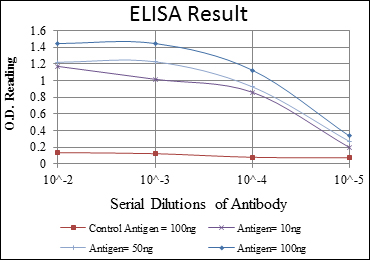 ELISA Result
O.D. Reading
1.6
1.4
1.2
1
0.8
0.6
0.4
0.2
0
10^-2 10^-3 10^-4 10^-5
Serial Dilutions of Antibody
Control Antigen = 100ng Antigen= 10ng
Antigen= 50ng Antigen= 100ng